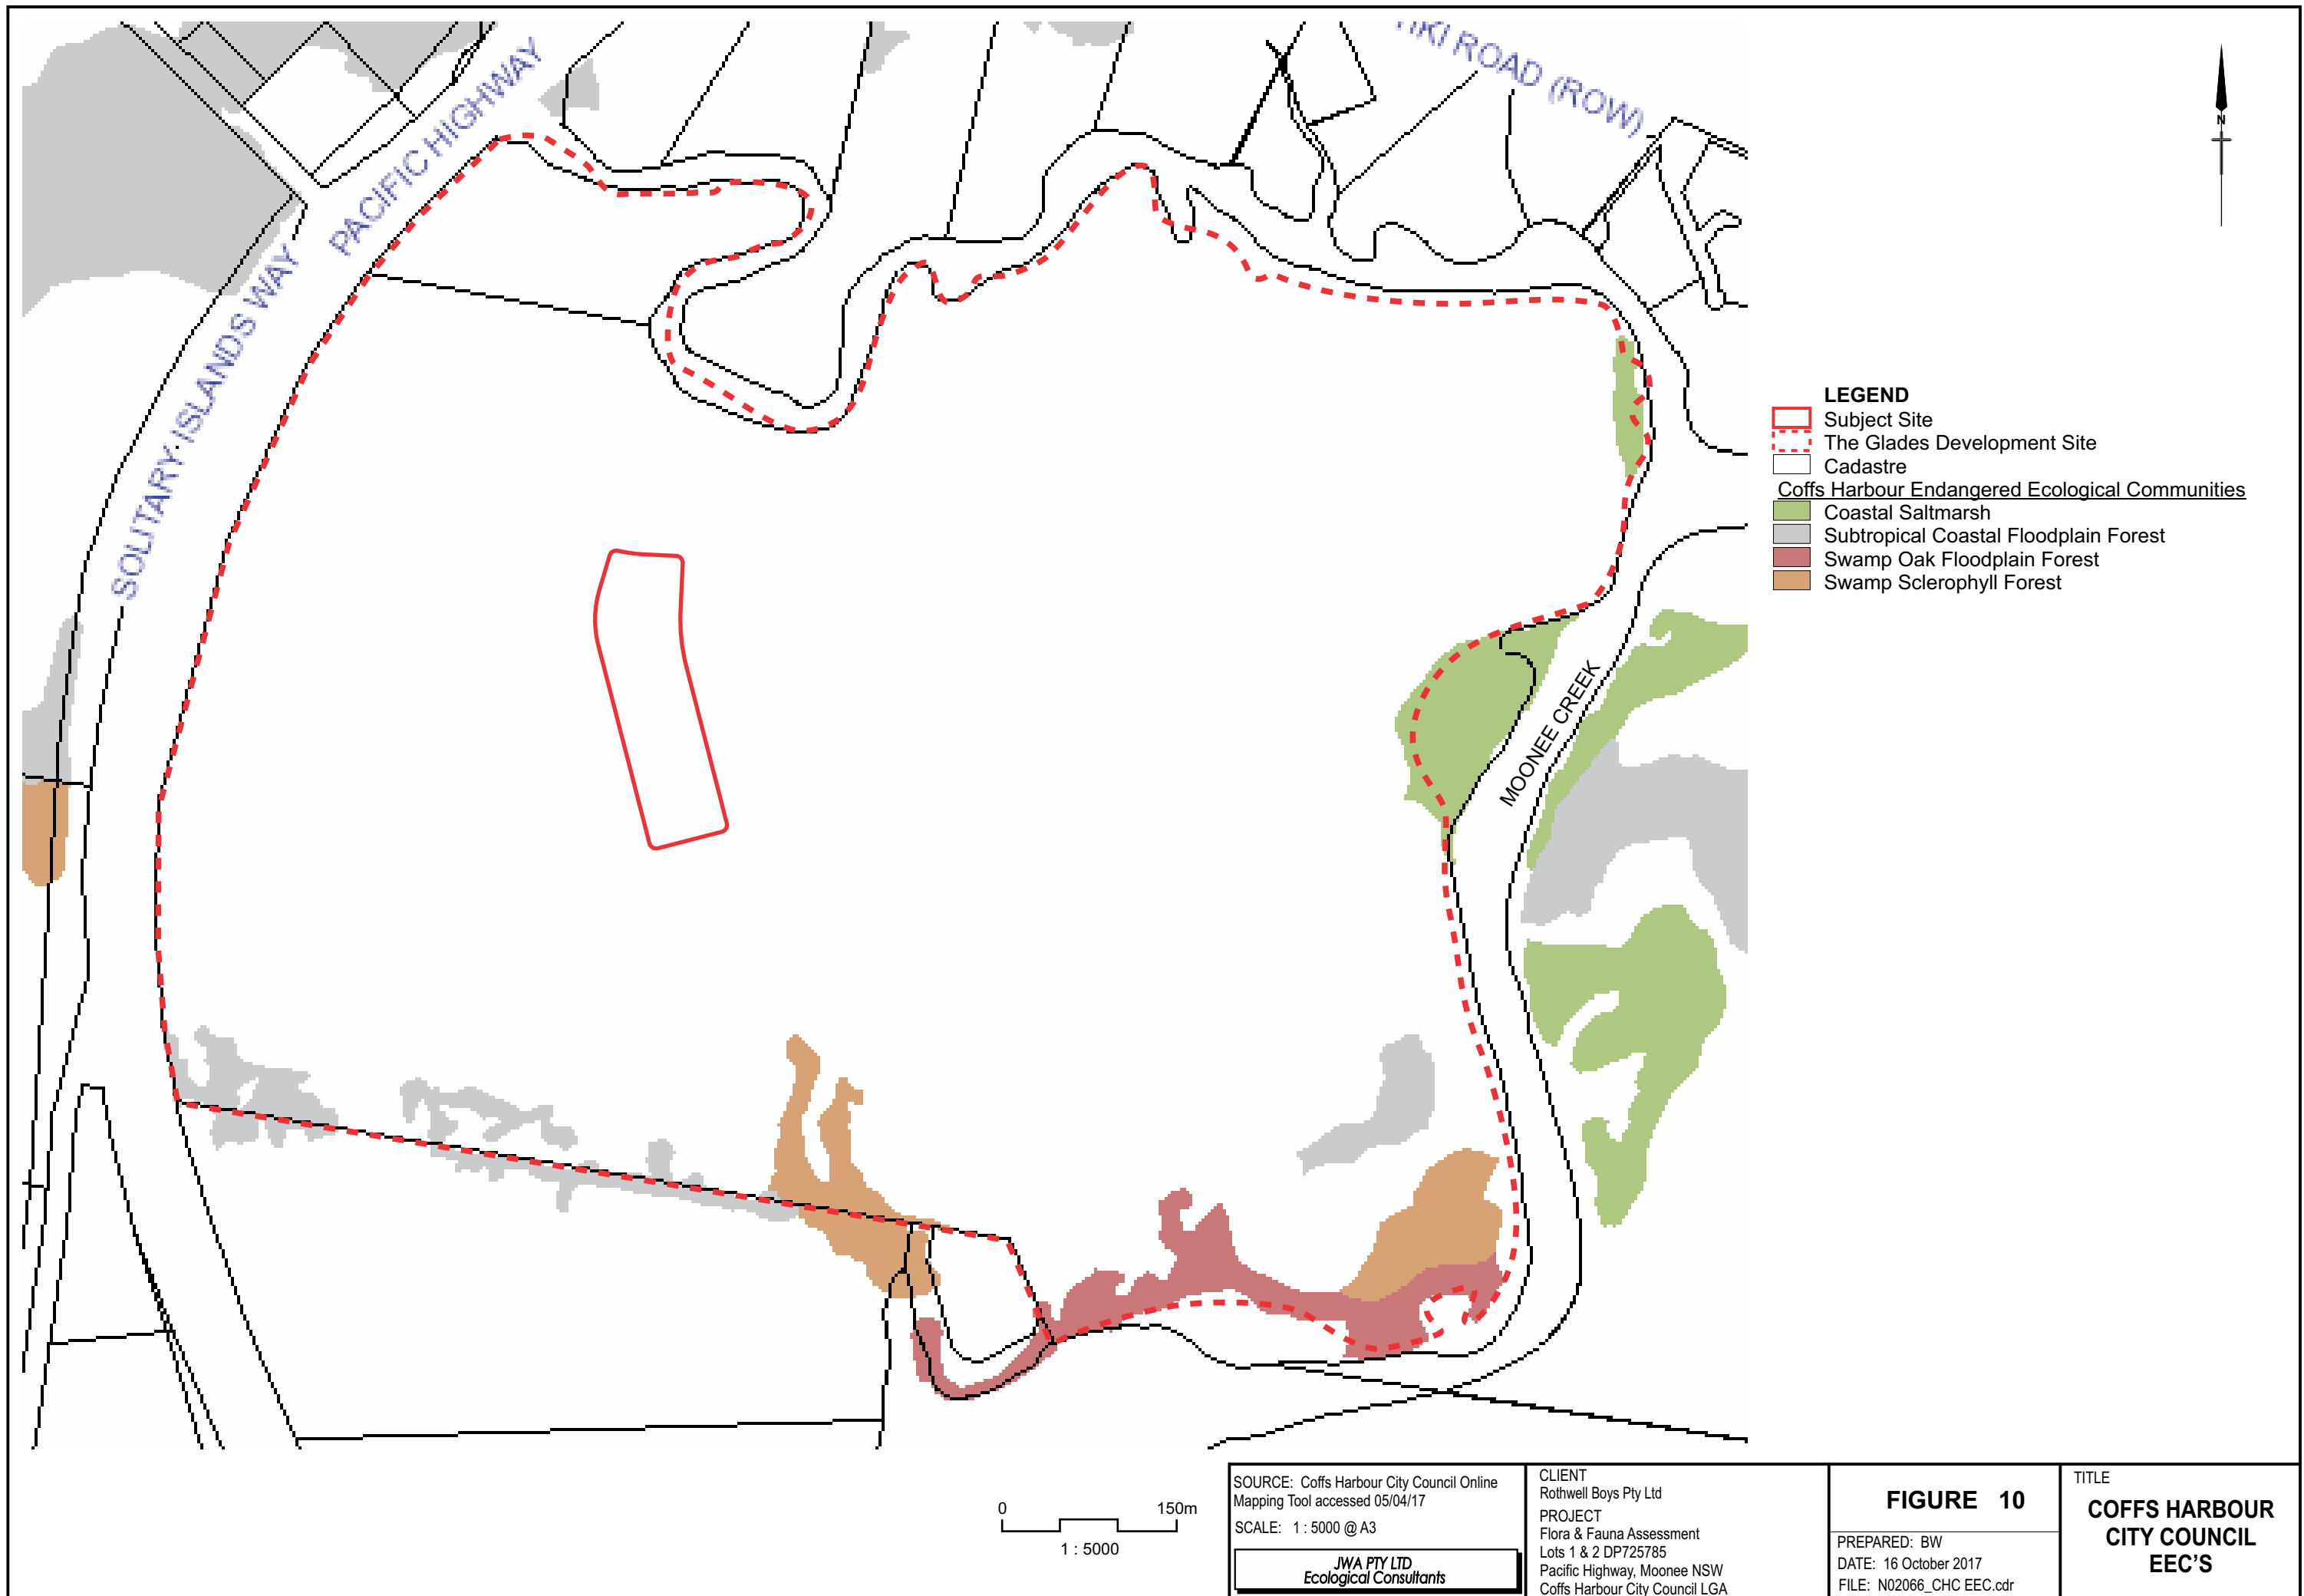 TIKI ROAD (ROW)
PACIFIC HIGHWAY
SOLITARY ISLANDS WAY
N
MOONEE CREEK
LEGEND
Subject Site
The Glades Development Site
Cadastre
Coffs Harbour Endangered Ecological Communities
Coastal Saltmarsh
Subtropical Coastal Floodplain Forest
Swamp Oak Floodplain Forest
Swamp Sclerophyll Forest
0 150m
1 : 5000
SOURCE: Coffs Harbour City Council Online
Mapping Tool accessed 05/04/17
SCALE: 1 : 5000 @ A3
JWA PTY LTD
Ecological Consultants
CLIENT
Rothwell Boys Pty Ltd
PROJECT
Flora & Fauna Assessment
Lots 1 & 2 DP725785
Pacific Highway, Moonee NSW
Coffs Harbour City Council LGA
FIGURE 10
PREPARED: BW
DATE: 16 October 2017
FILE: N02066_CHC EEC.cdr
TITLE
COFFS HARBOUR
CITY COUNCIL
EEC'S